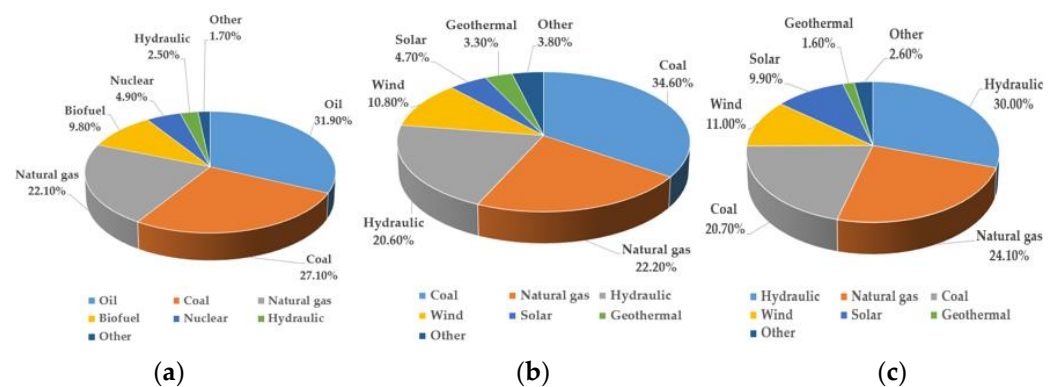 Other
1.70%
Hydraulic
2.50%
Nuclear
4.90%
Biofuel
9.80%
Natural gas
22.10%
Oil
31.90%
Coal
27.10%
Oil Coal Natural gas
Biofuel Nuclear Hydraulic
Other
(a)
Geothermal
3.30%
Other
3.80%
Solar
4.70%
Wind
10.80%
Coal
34.60%
Hydraulic
20.60%
Natural gas
22.20%
Coal Natural gas Hydraulic
Wind Solar Geothermal
Other
(b)
Geothermal
1.60%
Other
2.60%
Solar
9.90%
Wind
11.00%
Hydraulic
30.00%
Coal
20.70%
Natural gas
24.10%
Hydraulic Natural gas Coal
Wind Solar Geothermal
Other
(c)